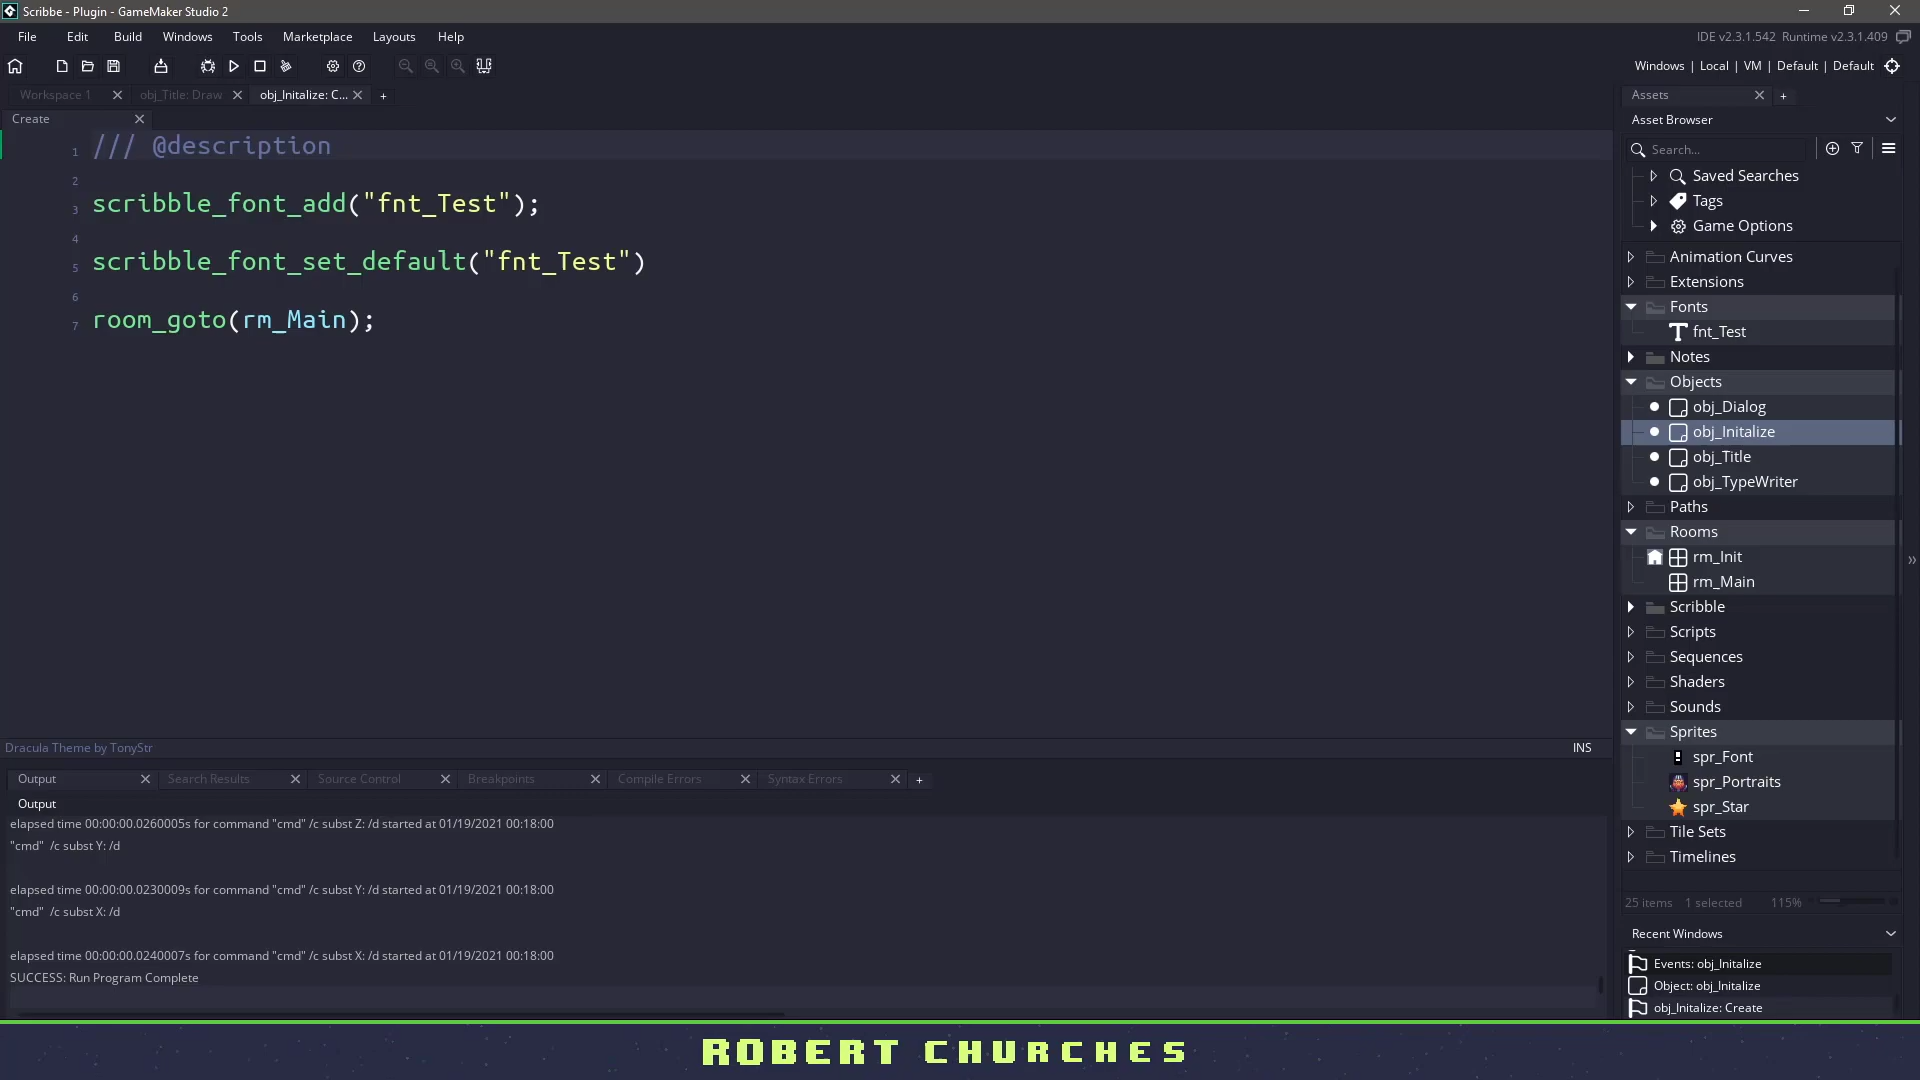 Scribbe - Plugin - GameMaker Studio 2
File Edit Build Windows Tools Marketplace Layouts Help
IDE v2.3.1.542 Runtime v2.3.1.409
Windows | Local | VM | Default | Default
Workspace 1
obj_Title: Draw
obj_Initalize: C...
+
Create
1 /// @description
2
3 scribble_font_add("fnt_Test");
4
5 scribble_font_set_default("fnt_Test")
6
7 room_goto(rm_Main);
Dracula Theme by TonyStr
INS
Output
Search Results
Source Control
Breakpoints
Compile Errors
Syntax Errors
+
Output
elapsed time 00:00:00.0260005s for command "cmd" /c subst Z: /d started at 01/19/2021 00:18:00
"cmd" /c subst Y: /d
elapsed time 00:00:00.0230009s for command "cmd" /c subst Y: /d started at 01/19/2021 00:18:00
"cmd" /c subst X: /d
elapsed time 00:00:00.0240007s for command "cmd" /c subst X: /d started at 01/19/2021 00:18:00
SUCCESS: Run Program Complete
Assets
+
Asset Browser
Search...
Saved Searches
Tags
Game Options
Animation Curves
Extensions
Fonts
fnt_Test
Notes
Objects
obj_Dialog
obj_Initalize
obj_Title
obj_TypeWriter
Paths
Rooms
rm_Init
rm_Main
Scribble
Scripts
Sequences
Shaders
Sounds
Sprites
spr_Font
spr_Portraits
spr_Star
Tile Sets
Timelines
25 items 1 selected 115%
Recent Windows
Events: obj_Initalize
Object: obj_Initalize
obj_Initalize: Create
ROBERT CHURCHES